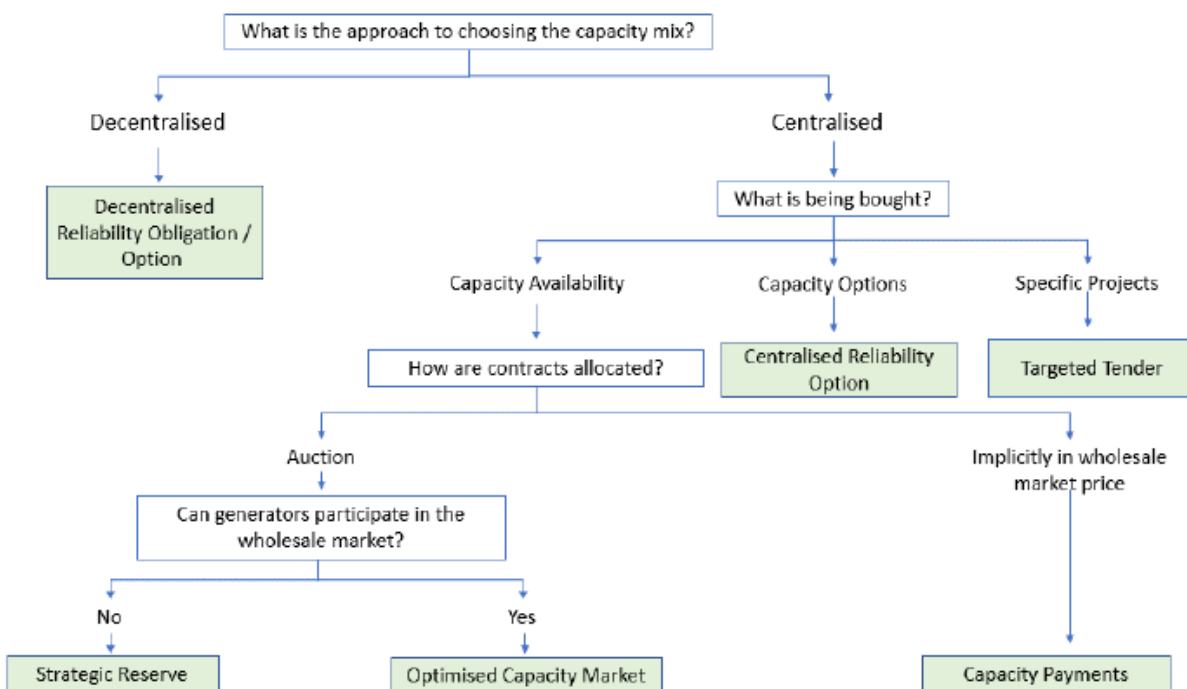 What is the approach to choosing the capacity mix?
Decentralised
Centralised
Decentralised
Reliability Obligation /
Option
What is being bought?
Capacity Availability
Capacity Options
Specific Projects
How are contracts allocated?
Centralised Reliability
Option
Targeted Tender
Auction
Implicitly in wholesale
market price
Can generators participate in the
wholesale market?
No
Yes
Strategic Reserve
Optimised Capacity Market
Capacity Payments